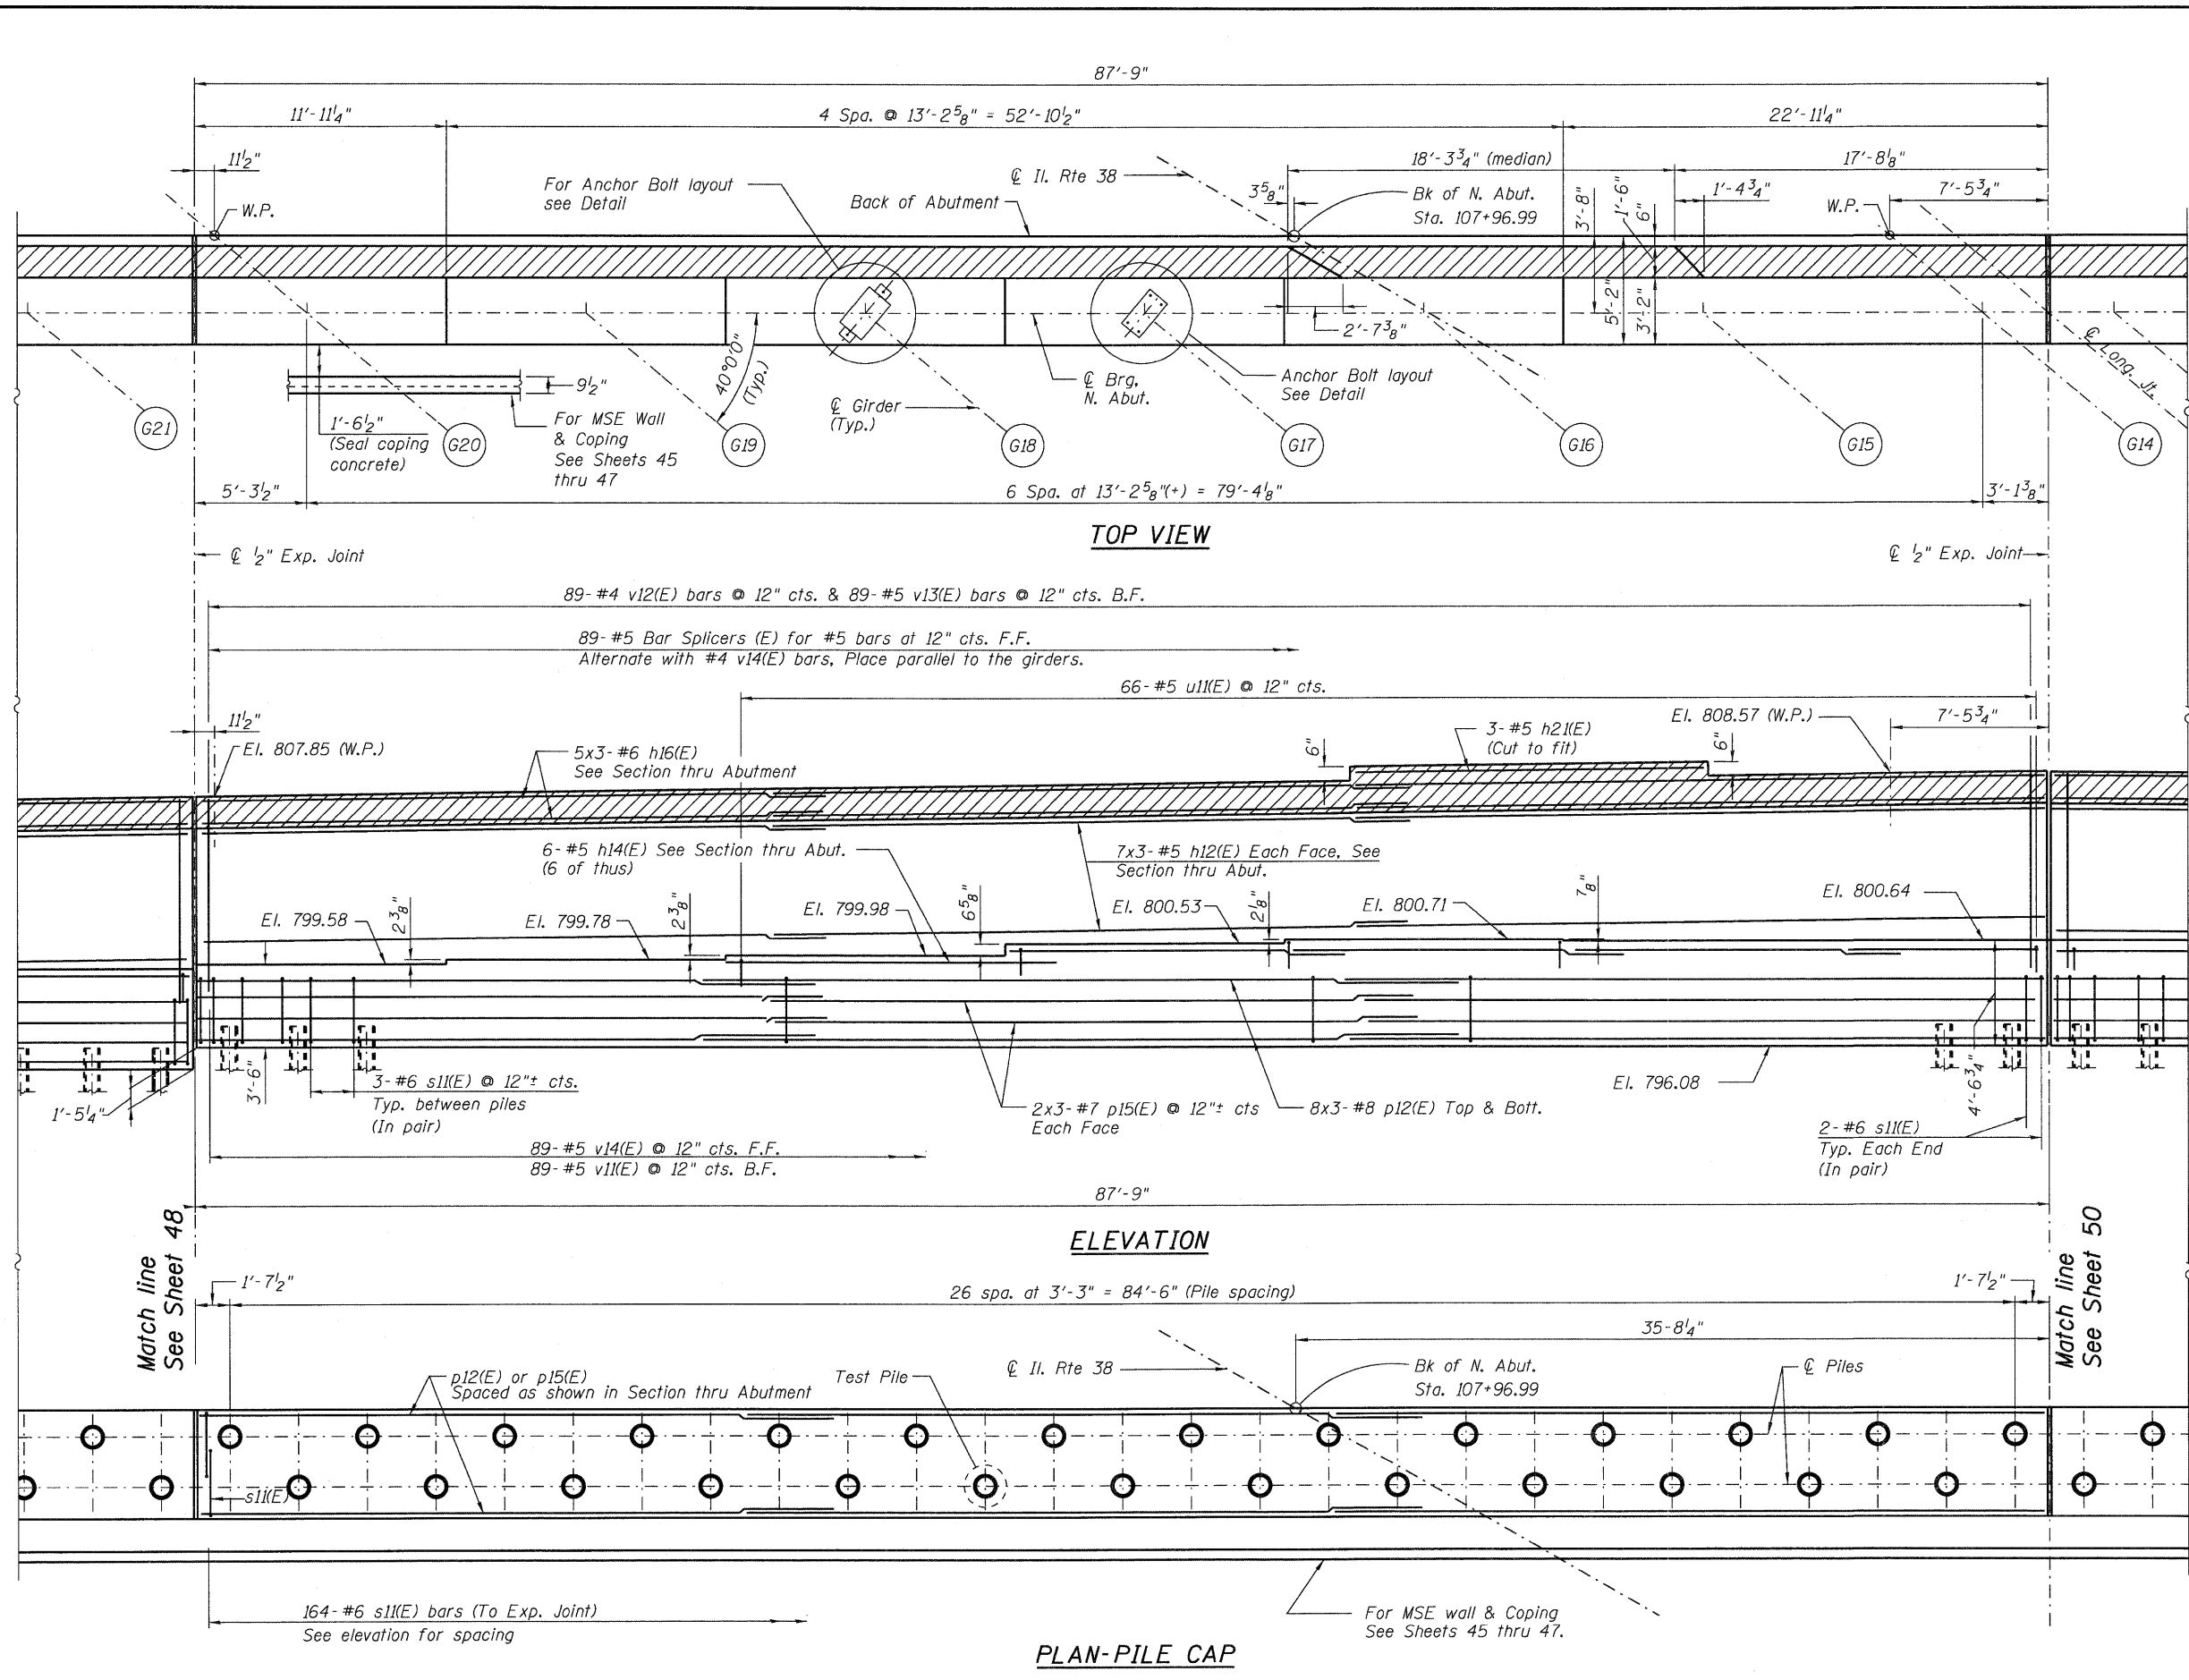 87'-9"
11'-11¼"
4 Spa. @ 13'-2⅝" = 52'-10½"
22'-11¼"
11½"
18'-3¾" (median)
17'-8⅛"
For Anchor Bolt layout
see Detail
℄ Il. Rte 38
3⅝"
Bk of N. Abut.
Sta. 107+96.99
3'-8"
1'-6"
6"
1'-4¾"
7'-5¾"
W.P.
Back of Abutment
W.P.
5'-2"
3'-2"
2'-7⅜"
40°0'0"
(Typ.)
9½"
℄ Brg.
N. Abut.
Anchor Bolt layout
See Detail
℄ Long. Jt.
℄ Girder
(Typ.)
1'-6½"
(Seal coping
concrete)
For MSE Wall
& Coping
See Sheets 45
thru 47
G21
G20
G19
G18
G17
G16
G15
G14
5'-3½"
6 Spa. at 13'-2⅝"(+) = 79'-4⅛"
3'-1⅜"
TOP VIEW
℄ ½" Exp. Joint
℄ ½" Exp. Joint
89-#4 v12(E) bars @ 12" cts. & 89-#5 v13(E) bars @ 12" cts. B.F.
89-#5 Bar Splicers (E) for #5 bars at 12" cts. F.F.
Alternate with #4 v14(E) bars, Place parallel to the girders.
66-#5 u11(E) @ 12" cts.
11½"
El. 807.85 (W.P.)
5x3-#6 h16(E)
See Section thru Abutment
6"
3-#5 h21(E)
(Cut to fit)
El. 808.57 (W.P.)
6"
7'-5¾"
6-#5 h14(E) See Section thru Abut.
(6 of thus)
7x3-#5 h12(E) Each Face, See
Section thru Abut.
El. 799.58
2⅜"
El. 799.78
2⅜"
El. 799.98
6⅝"
El. 800.53
2⅛"
El. 800.71
⅞"
El. 800.64
1'-5¼"
3'-6"
3-#6 s11(E) @ 12"± cts.
Typ. between piles
(In pair)
2x3-#7 p15(E) @ 12"± cts
Each Face
8x3-#8 p12(E) Top & Bott.
El. 796.08
4'-6¾"
2-#6 s11(E)
Typ. Each End
(In pair)
89-#5 v14(E) @ 12" cts. F.F.
89-#5 v11(E) @ 12" cts. B.F.
87'-9"
ELEVATION
Match line
See Sheet 48
Match line
See Sheet 50
1'-7½"
26 spa. at 3'-3" = 84'-6" (Pile spacing)
1'-7½"
35-8¼"
p12(E) or p15(E)
Spaced as shown in Section thru Abutment
Test Pile
℄ Il. Rte 38
Bk of N. Abut.
Sta. 107+96.99
℄ Piles
s11(E)
164-#6 s11(E) bars (To Exp. Joint)
See elevation for spacing
For MSE wall & Coping
See Sheets 45 thru 47.
PLAN-PILE CAP